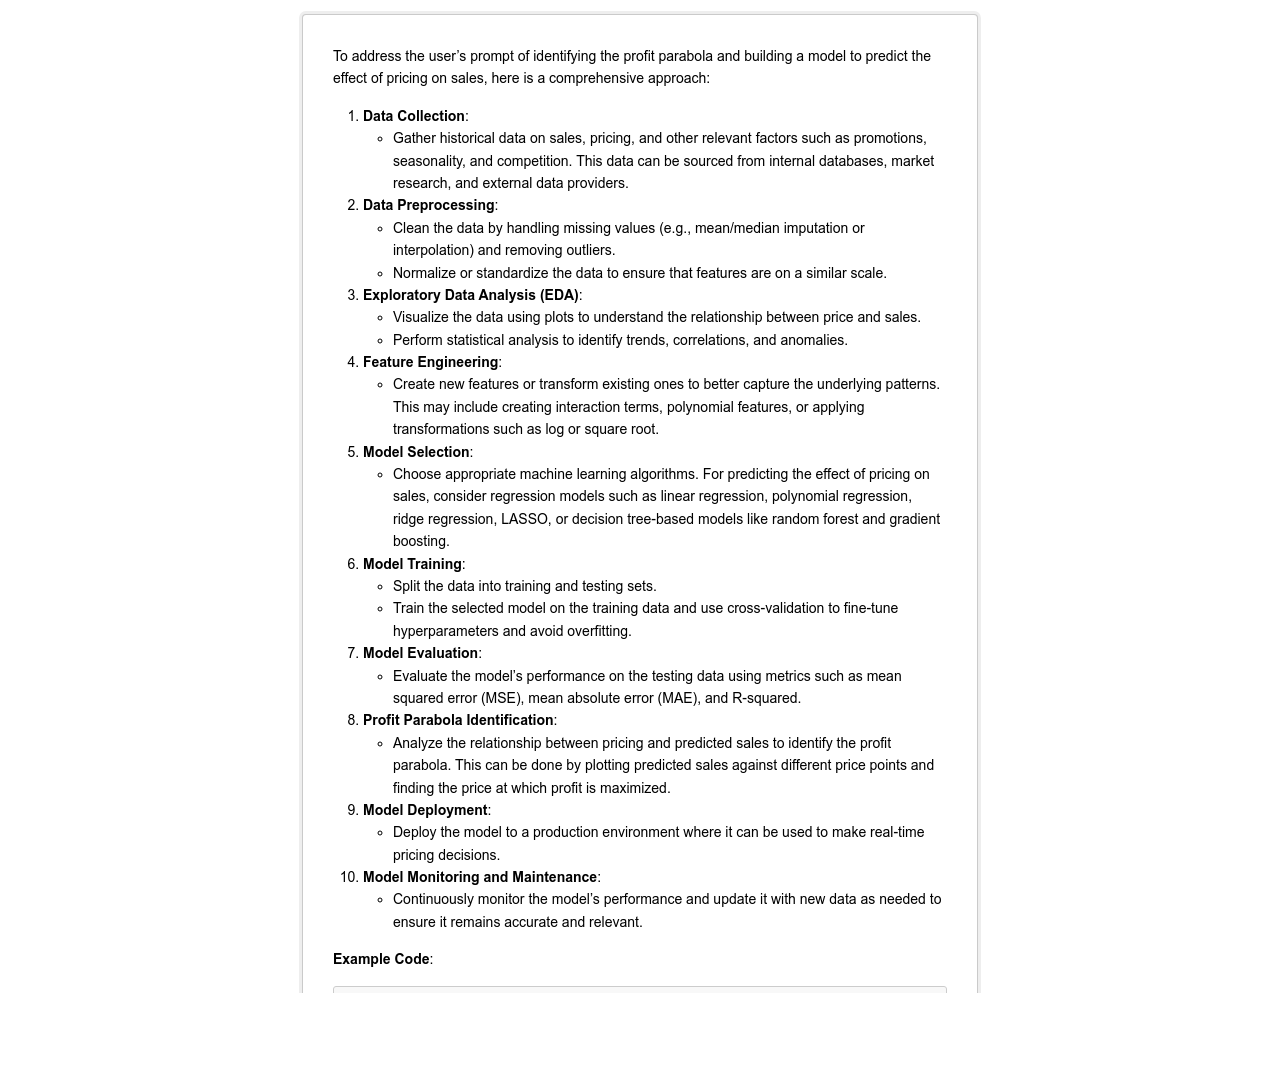 To address the user’s prompt of identifying the profit parabola and building a model to predict the
effect of pricing on sales, here is a comprehensive approach:
1. Data Collection:
◦ Gather historical data on sales, pricing, and other relevant factors such as promotions,
seasonality, and competition. This data can be sourced from internal databases, market
research, and external data providers.
2. Data Preprocessing:
◦ Clean the data by handling missing values (e.g., mean/median imputation or
interpolation) and removing outliers.
◦ Normalize or standardize the data to ensure that features are on a similar scale.
3. Exploratory Data Analysis (EDA):
◦ Visualize the data using plots to understand the relationship between price and sales.
◦ Perform statistical analysis to identify trends, correlations, and anomalies.
4. Feature Engineering:
◦ Create new features or transform existing ones to better capture the underlying patterns.
This may include creating interaction terms, polynomial features, or applying
transformations such as log or square root.
5. Model Selection:
◦ Choose appropriate machine learning algorithms. For predicting the effect of pricing on
sales, consider regression models such as linear regression, polynomial regression,
ridge regression, LASSO, or decision tree-based models like random forest and gradient
boosting.
6. Model Training:
◦ Split the data into training and testing sets.
◦ Train the selected model on the training data and use cross-validation to fine-tune
hyperparameters and avoid overfitting.
7. Model Evaluation:
◦ Evaluate the model’s performance on the testing data using metrics such as mean
squared error (MSE), mean absolute error (MAE), and R-squared.
8. Profit Parabola Identification:
◦ Analyze the relationship between pricing and predicted sales to identify the profit
parabola. This can be done by plotting predicted sales against different price points and
finding the price at which profit is maximized.
9. Model Deployment:
◦ Deploy the model to a production environment where it can be used to make real-time
pricing decisions.
10. Model Monitoring and Maintenance:
◦ Continuously monitor the model’s performance and update it with new data as needed to
ensure it remains accurate and relevant.
Example Code: